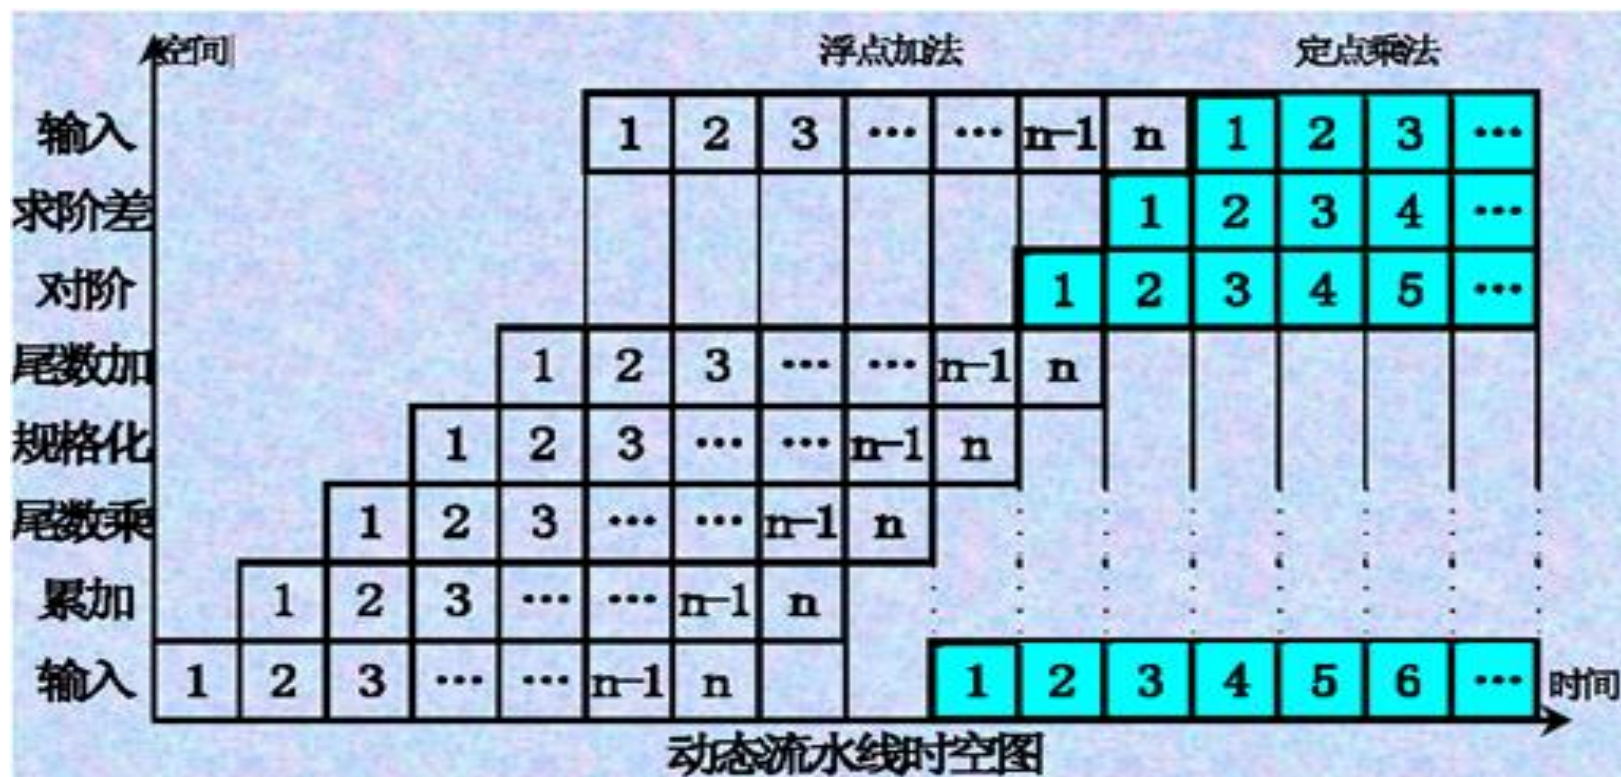 空间 浮点加法 定点乘法
输入 1 2 3 ··· ··· n-1 n 1 2 3 ···
求阶差 1 2 3 4 ···
对阶 1 2 3 4 5 ···
尾数加 1 2 3 ··· ··· n-1 n
规格化 1 2 3 ··· ··· n-1 n
尾数乘 1 2 3 ··· ··· n-1 n
累加 1 2 3 ··· ··· n-1 n
输入 1 2 3 ··· ··· n-1 n 1 2 3 4 5 6 ··· 时间
动态流水线时空图